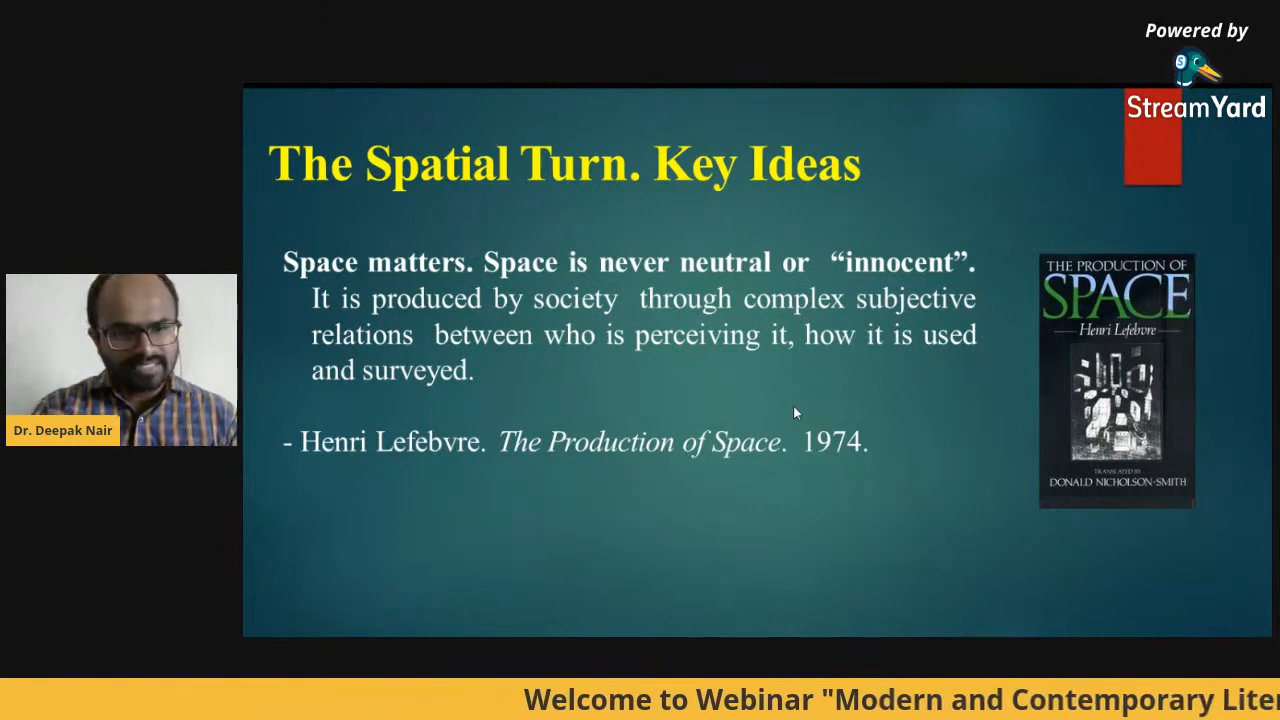 Powered by
StreamYard
The Spatial Turn. Key Ideas
Space matters. Space is never neutral or “innocent”.
It is produced by society through complex subjective
relations between who is perceiving it, how it is used
and surveyed.
- Henri Lefebvre. The Production of Space. 1974.
THE PRODUCTION OF
SPACE
Henri Lefebvre
TRANSLATED BY
DONALD NICHOLSON-SMITH
Dr. Deepak Nair
Welcome to Webinar "Modern and Contemporary Liter